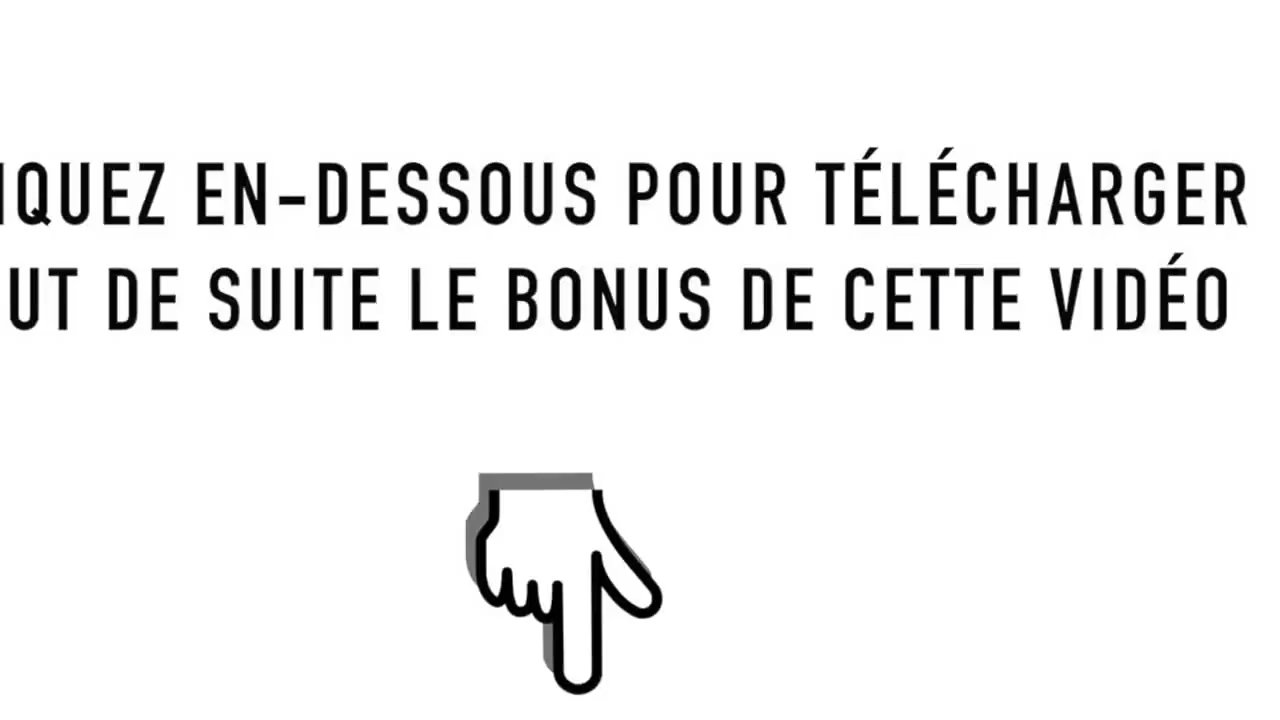 IQUEZ EN-DESSOUS POUR TÉLÉCHARGER
UT DE SUITE LE BONUS DE CETTE VIDÉO